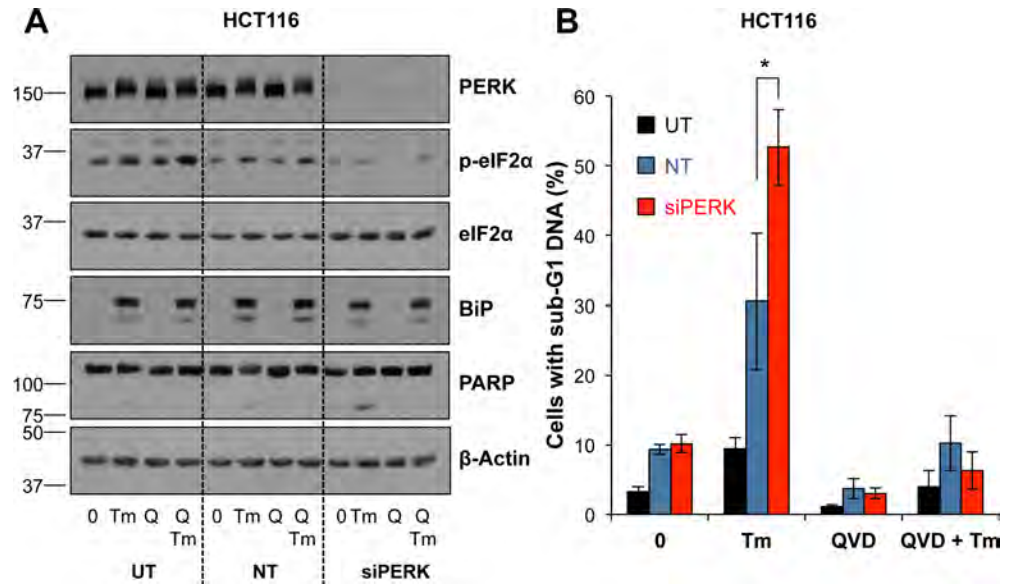 A
HCT116
150
PERK
37
p-eIF2α
37
eIF2α
75
BiP
100
75
PARP
50
37
β-Actin
0 Tm Q Q Tm 0 Tm Q Q Tm 0 Tm Q Q Tm
UT NT siPERK
B
HCT116
Cells with sub-G1 DNA (%)
60
50
40
30
20
10
0
UT
NT
siPERK
*
0 Tm QVD QVD + Tm